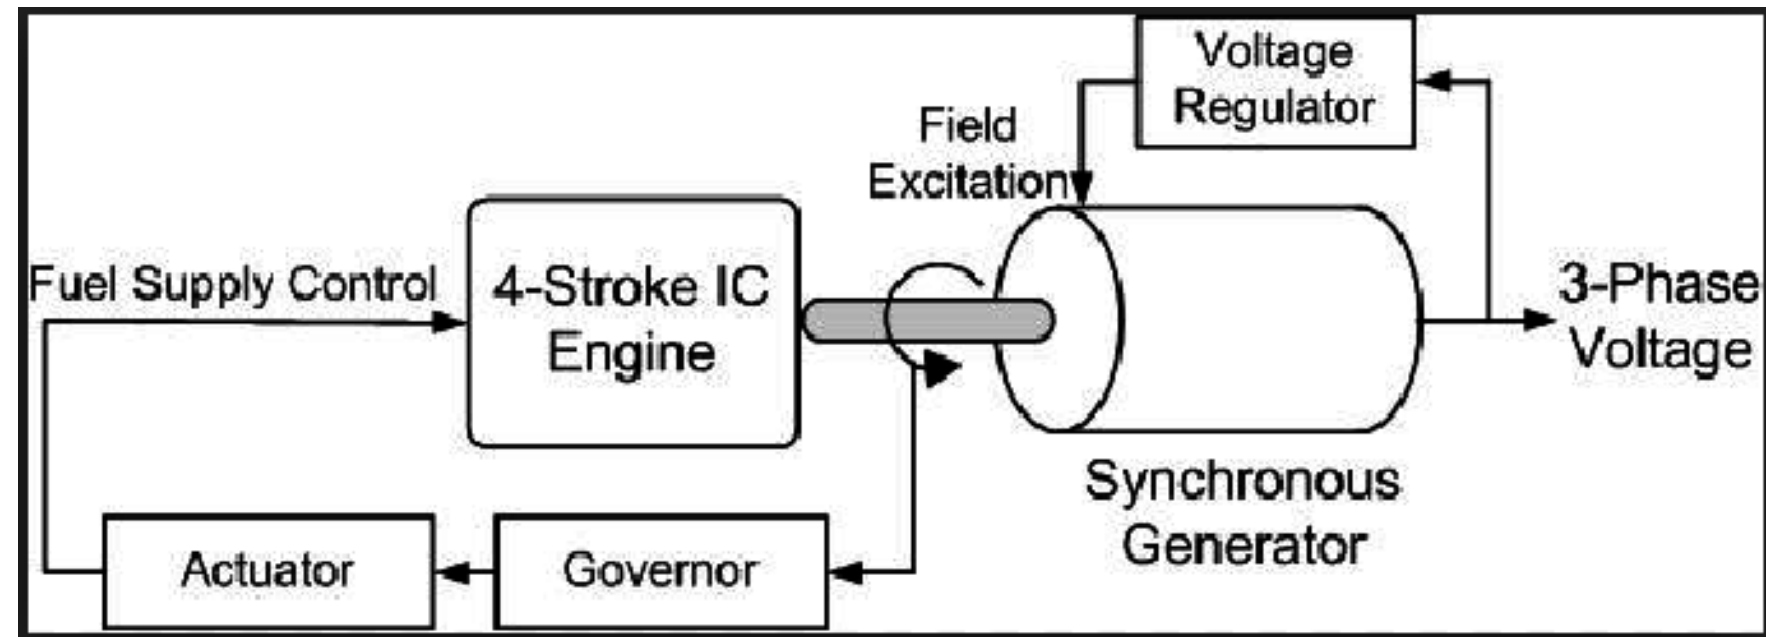 Voltage
Regulator
Field
Excitation
Fuel Supply Control
4-Stroke IC
Engine
3-Phase
Voltage
Synchronous
Generator
Actuator
Governor